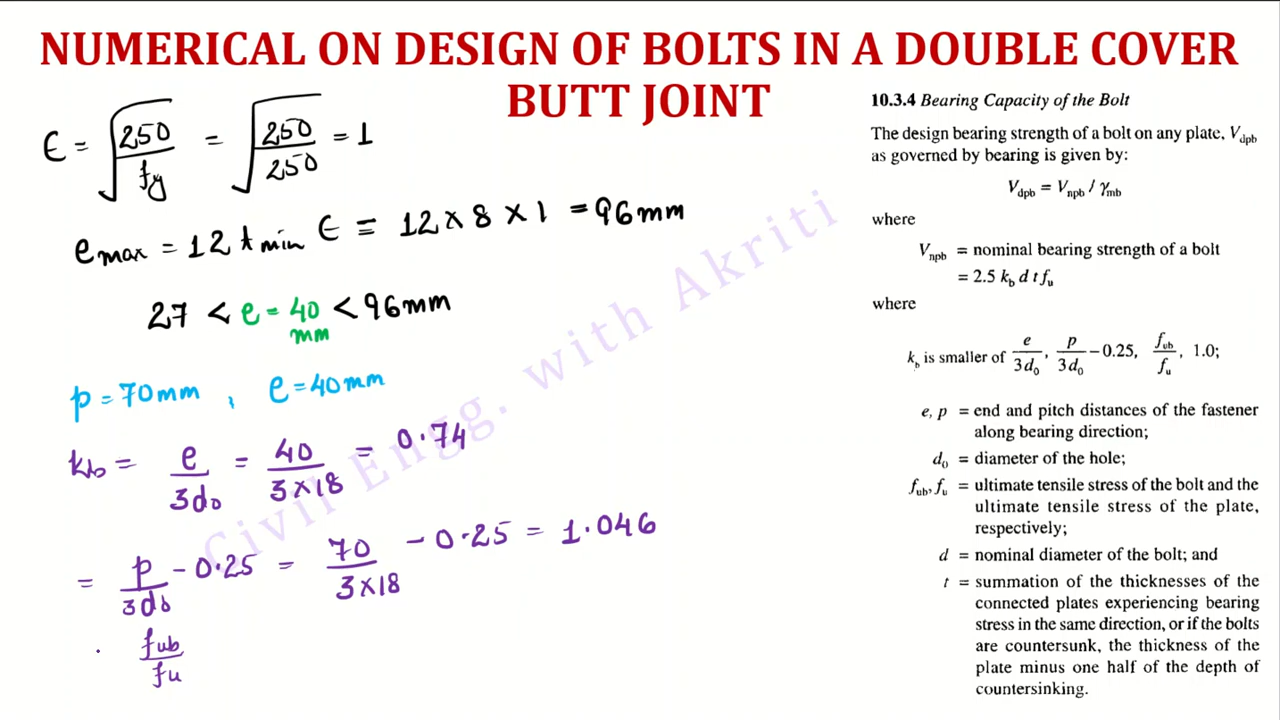 NUMERICAL ON DESIGN OF BOLTS IN A DOUBLE COVER
BUTT JOINT
ϵ = √(250/fy) = √(250/250) = 1
emax = 12 tmin ϵ = 12 × 8 × 1 = 96mm
27 < e = 40 mm < 96mm
p = 70mm , e = 40mm
kb = e/3d0 = 40/3×18 = 0.74
= p/3d0 - 0.25 = 70/3×18 - 0.25 = 1.046
fub/fu
10.3.4 Bearing Capacity of the Bolt
The design bearing strength of a bolt on any plate, Vdpb
as governed by bearing is given by:
Vdpb = Vnpb / γmb
where
Vnpb = nominal bearing strength of a bolt
= 2.5 kb d t fu
where
kb is smaller of e/3d0, p/3d0 - 0.25, fub/fu, 1.0;
e, p = end and pitch distances of the fastener
along bearing direction;
d0 = diameter of the hole;
fub, fu = ultimate tensile stress of the bolt and the
ultimate tensile stress of the plate,
respectively;
d = nominal diameter of the bolt; and
t = summation of the thicknesses of the
connected plates experiencing bearing
stress in the same direction, or if the bolts
are countersunk, the thickness of the
plate minus one half of the depth of
countersinking.
Civil Engg. with Akriti